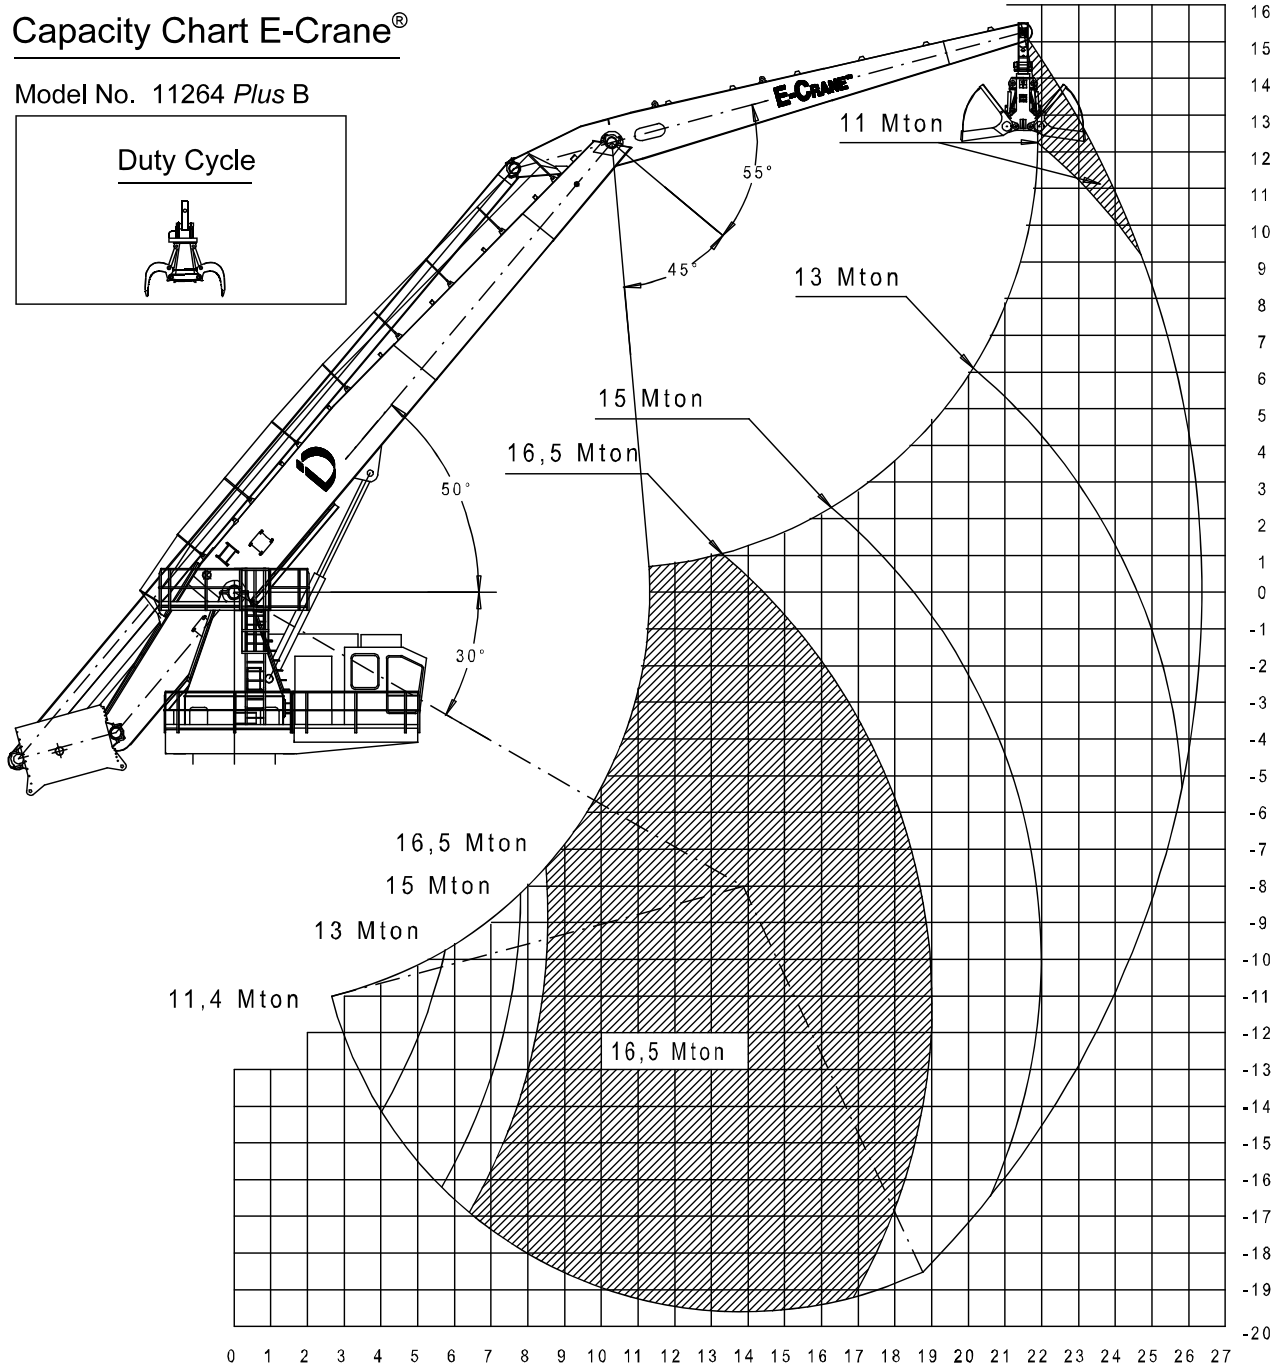 Capacity Chart E-Crane®
Model No. 11264 Plus B
Duty Cycle
E-CRANE™
11 Mton
55°
45°
13 Mton
15 Mton
16,5 Mton
50°
30°
16,5 Mton
15 Mton
13 Mton
11,4 Mton
16,5 Mton
16
15
14
13
12
11
10
9
8
7
6
5
4
3
2
1
0
-1
-2
-3
-4
-5
-6
-7
-8
-9
-10
-11
-12
-13
-14
-15
-16
-17
-18
-19
-20
0 1 2 3 4 5 6 7 8 9 10 11 12 13 14 15 16 17 18 19 20 21 22 23 24 25 26 27